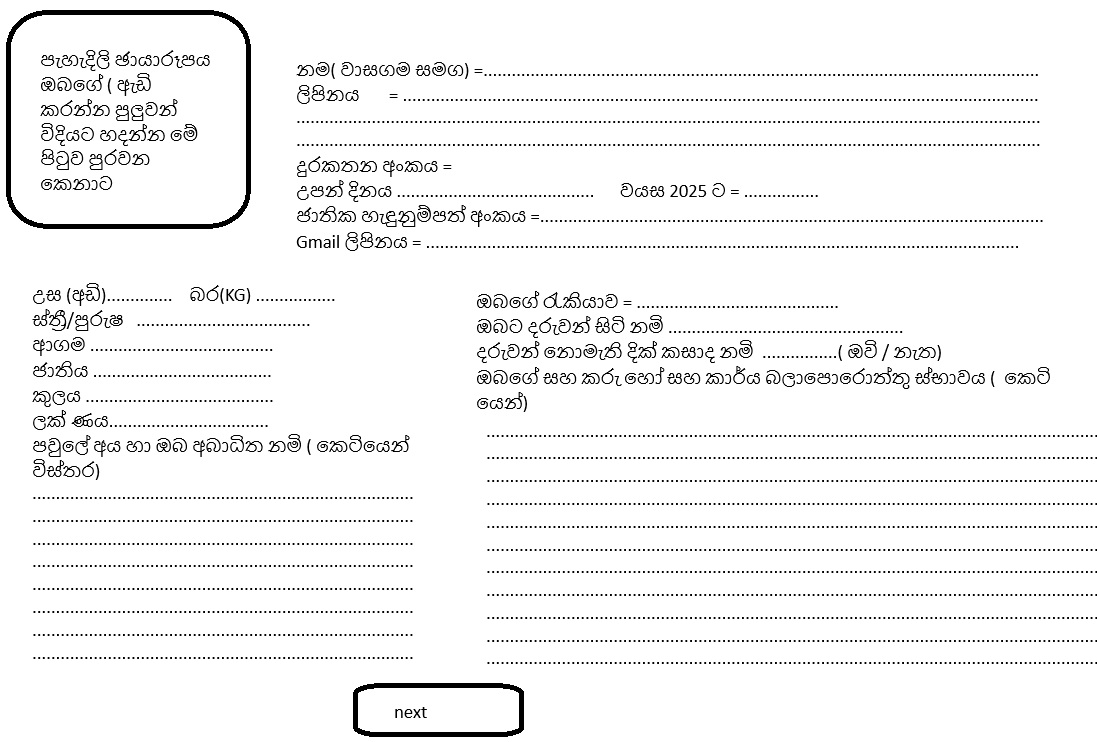 පැහැදිලි ඡායාරූපය
ඔබගේ ( ඇඩ්
කරන්න පුලුවන්
විදියට හදන්න මේ
පිටුව පුරවන
කෙනාට
නම( වාසගම සමග) =........................................................................................................................
ලිපිනය = ........................................................................................................................................
................................................................................................................................................................
................................................................................................................................................................
දුරකතන අංකය =
උපන් දිනය .......................................... වයස 2025 ට = ................
ජාතික හැඳුනුම්පත් අංකය =............................................................................................................
Gmail ලිපිනය = ...............................................................................................................................
උස (අඩි).............. බර(KG) .................
ස්ත්‍රී/පුරුෂ .....................................
ආගම .......................................
ජාතිය ......................................
කුලය ........................................
ලක් ණය..................................
පවුලේ අය හා ඔබ අබාධිත නම් ( කෙටියෙන්
විස්තර)
.................................................................................
.................................................................................
.................................................................................
.................................................................................
.................................................................................
.................................................................................
.................................................................................
.................................................................................
ඔබගේ රැකියාව = ...........................................
ඔබට දරුවන් සිටි නම් ..................................................
දරුවන් නොමැති දික් කසාද නම් ................( ඔව් / නැත)
ඔබගේ සහ කරු හෝ සහ කාර්ය බලාපොරොත්තු ස්භාවය ( කෙටි
යෙන්)
...................................................................................................................................
...................................................................................................................................
...................................................................................................................................
...................................................................................................................................
...................................................................................................................................
...................................................................................................................................
...................................................................................................................................
...................................................................................................................................
...................................................................................................................................
...................................................................................................................................
...................................................................................................................................
next